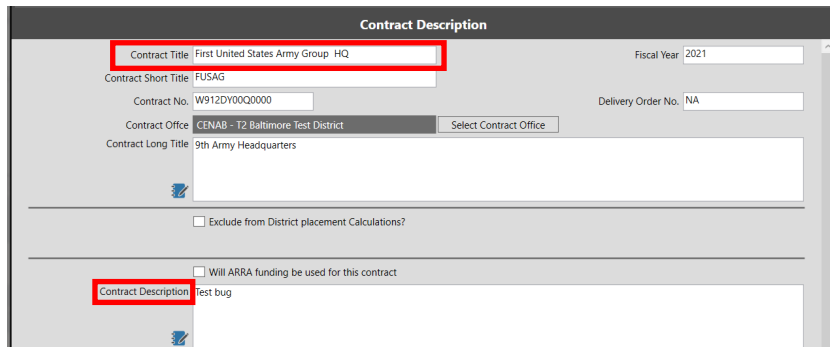 Contract Description
Contract Title First United States Army Group  HQ Fiscal Year 2021
Contract Short Title FUSAG
Contract No. W912DY00Q0000 Delivery Order No. NA
Contract Offce CENAB - T2 Baltimore Test District Select Contract Office
Contract Long Title 9th Army Headquarters
Exclude from District placement Calculations?
Will ARRA funding be used for this contract
Contract Description Test bug